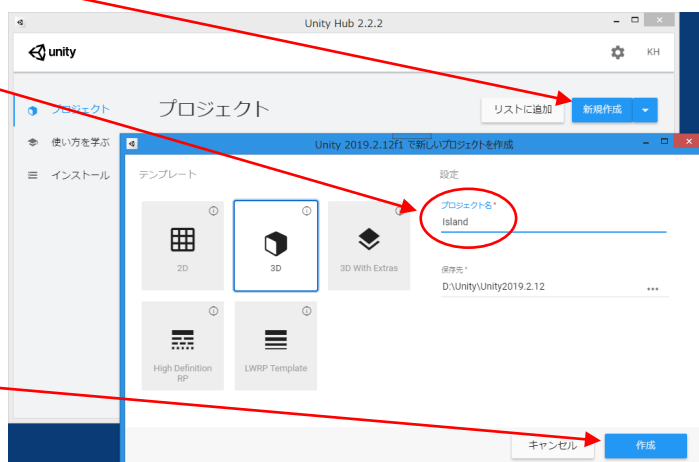 Unity Hub 2.2.2
unity
KH
プロジェクト
プロジェクト
リストに追加
新規作成
使い方を学ぶ
インストール
Unity 2019.2.12f1 で新しいプロジェクトを作成
テンプレート
設定
2D
3D
3D With Extras
High Definition
RP
LWRP Template
プロジェクト名*
Island
保存先*
D:\Unity\Unity2019.2.12
キャンセル
作成